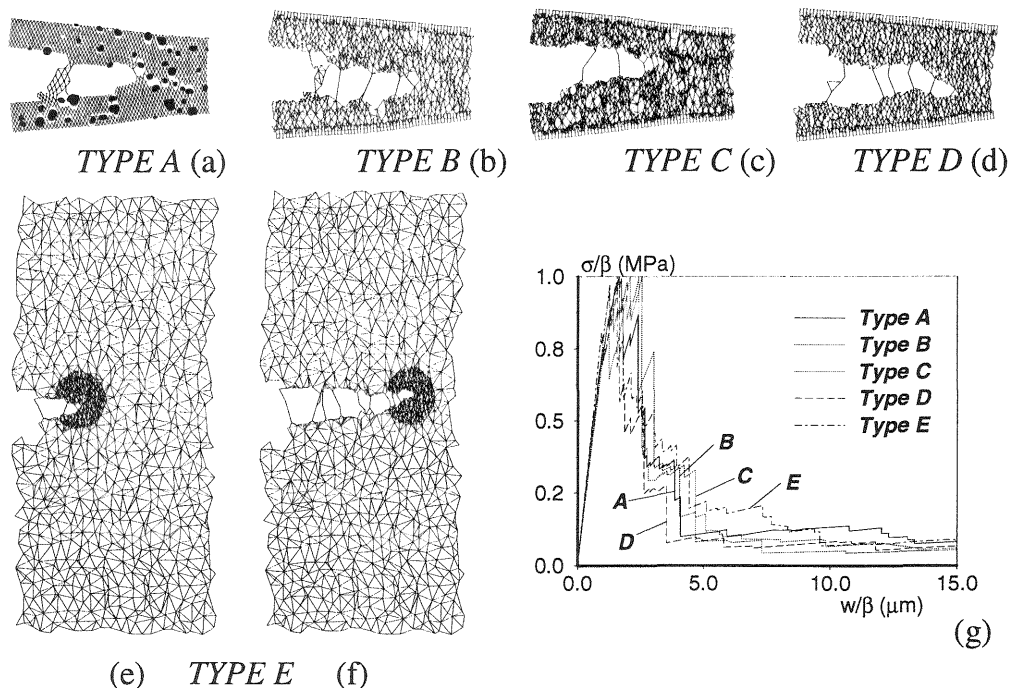 TYPE A (a)
TYPE B (b)
TYPE C (c)
TYPE D (d)
(e) TYPE E (f)
σ/β (MPa)
1.0
0.8
0.5
0.2
0.0
Type A
Type B
Type C
Type D
Type E
B
C
E
A
D
0.0 5.0 10.0 15.0
w/β (μm)
(g)